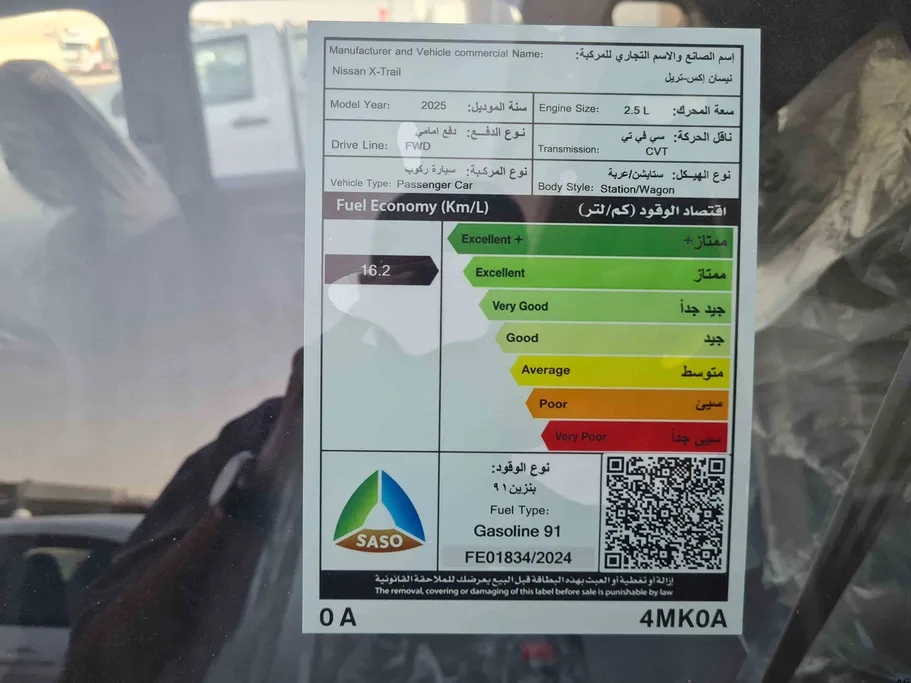 Manufacturer and Vehicle commercial Name: إسم الصانع والاسم التجاري للمركبة:
Nissan X-Trail نيسان إكس-تريل
Model Year: 2025 سنة الموديل: Engine Size: 2.5 L سعة المحرك:
نوع الدفــع: دفع امامي
Drive Line: FWD
ناقل الحركة: سي في تي
Transmission: CVT
نوع المركـبة: سيارة ركوب
Vehicle Type: Passenger Car
نوع الهيـكل: ستايشن/عربة
Body Style: Station/Wagon
Fuel Economy (Km/L) اقتصاد الوقود (كم/لتر)
Excellent + ممتاز+
16.2
Excellent ممتاز
Very Good جيد جداً
Good جيد
Average متوسط
Poor سيئ
Very Poor سيئ جداً
نوع الوقود:
بنزين ٩١
Fuel Type:
Gasoline 91
FE01834/2024
SASO
إزالة أو تغطية أو العبث بهذه البطاقة قبل البيع يعرضك للملاحقة القانونية
The removal, covering or damaging of this label before sale is punishable by law
0 A 4MK0A